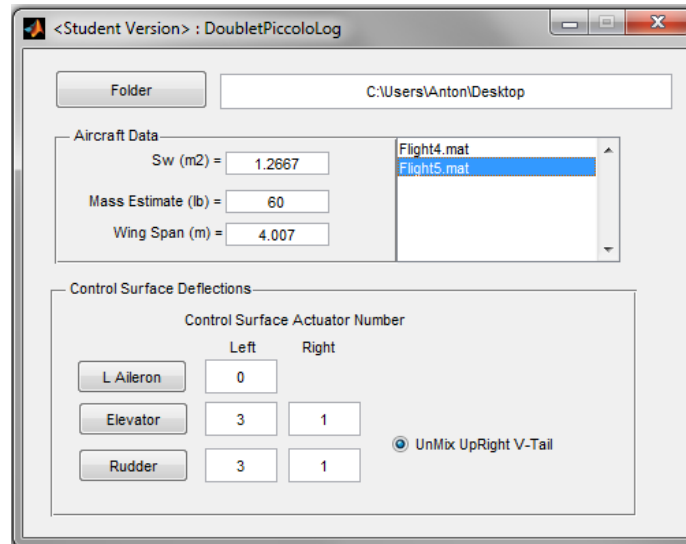 <Student Version> : DoubletPiccoloLog
Folder
C:\Users\Anton\Desktop
Aircraft Data
Sw (m2) = 1.2667
Mass Estimate (lb) = 60
Wing Span (m) = 4.007
Flight4.mat
Flight5.mat
Control Surface Deflections
Control Surface Actuator Number
Left Right
L Aileron 0
Elevator 3 1
Rudder 3 1
UnMix UpRight V-Tail